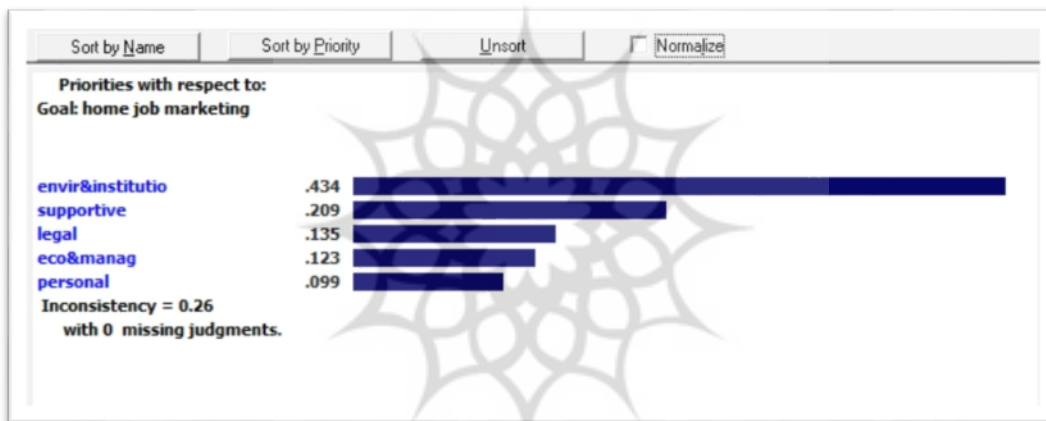 Sort by Name Sort by Priority Unsort Normalize
Priorities with respect to:
Goal: home job marketing
envir&institutio .434
supportive .209
legal .135
eco&manag .123
personal .099
Inconsistency = 0.26
with 0 missing judgments.